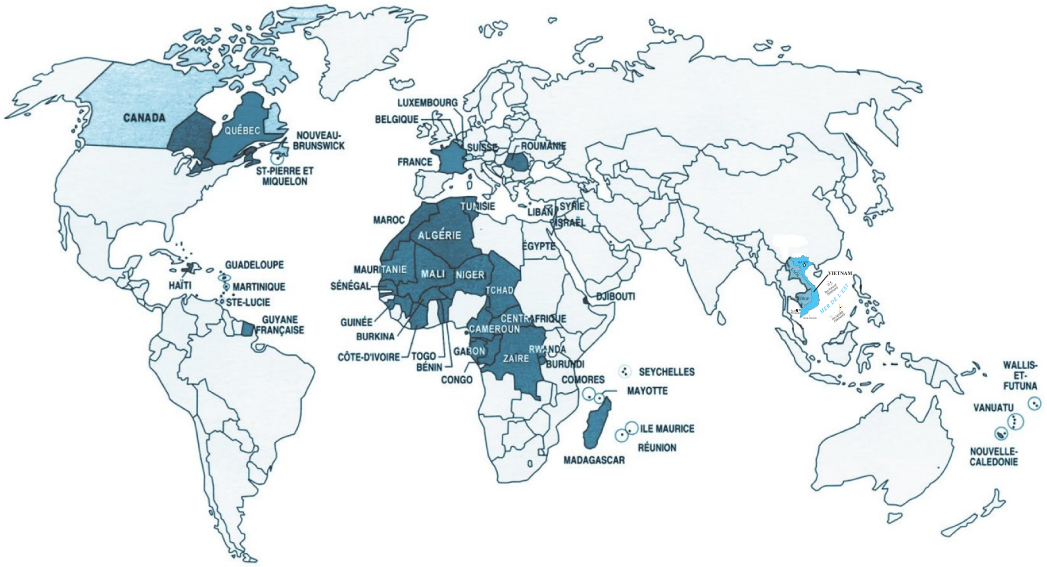 CANADA
QUÉBEC
NOUVEAU-
BRUNSWICK
ST-PIERRE ET
MIQUELON
LUXEMBOURG
BELGIQUE
SUISSE
ROUMANIE
FRANCE
TUNISIE
LIBAN
SYRIE
ISRAËL
MAROC
ALGÉRIE
ÉGYPTE
HAÏTI
GUADELOUPE
MARTINIQUE
STE-LUCIE
GUYANE
FRANÇAISE
MAURITANIE
MALI
NIGER
TCHAD
SÉNÉGAL
DJIBOUTI
GUINÉE
BURKINA
CENTRAFRIQUE
CAMEROUN
CÔTE-D'IVOIRE
TOGO
BÉNIN
GABON
CONGO
ZAIRE
RWANDA
BURUNDI
COMORES
SEYCHELLES
MAYOTTE
ILE MAURICE
RÉUNION
MADAGASCAR
VIETNAM
MER DE L'EST
WALLIS-
ET-
FUTUNA
VANUATU
NOUVELLE-
CALEDONIE